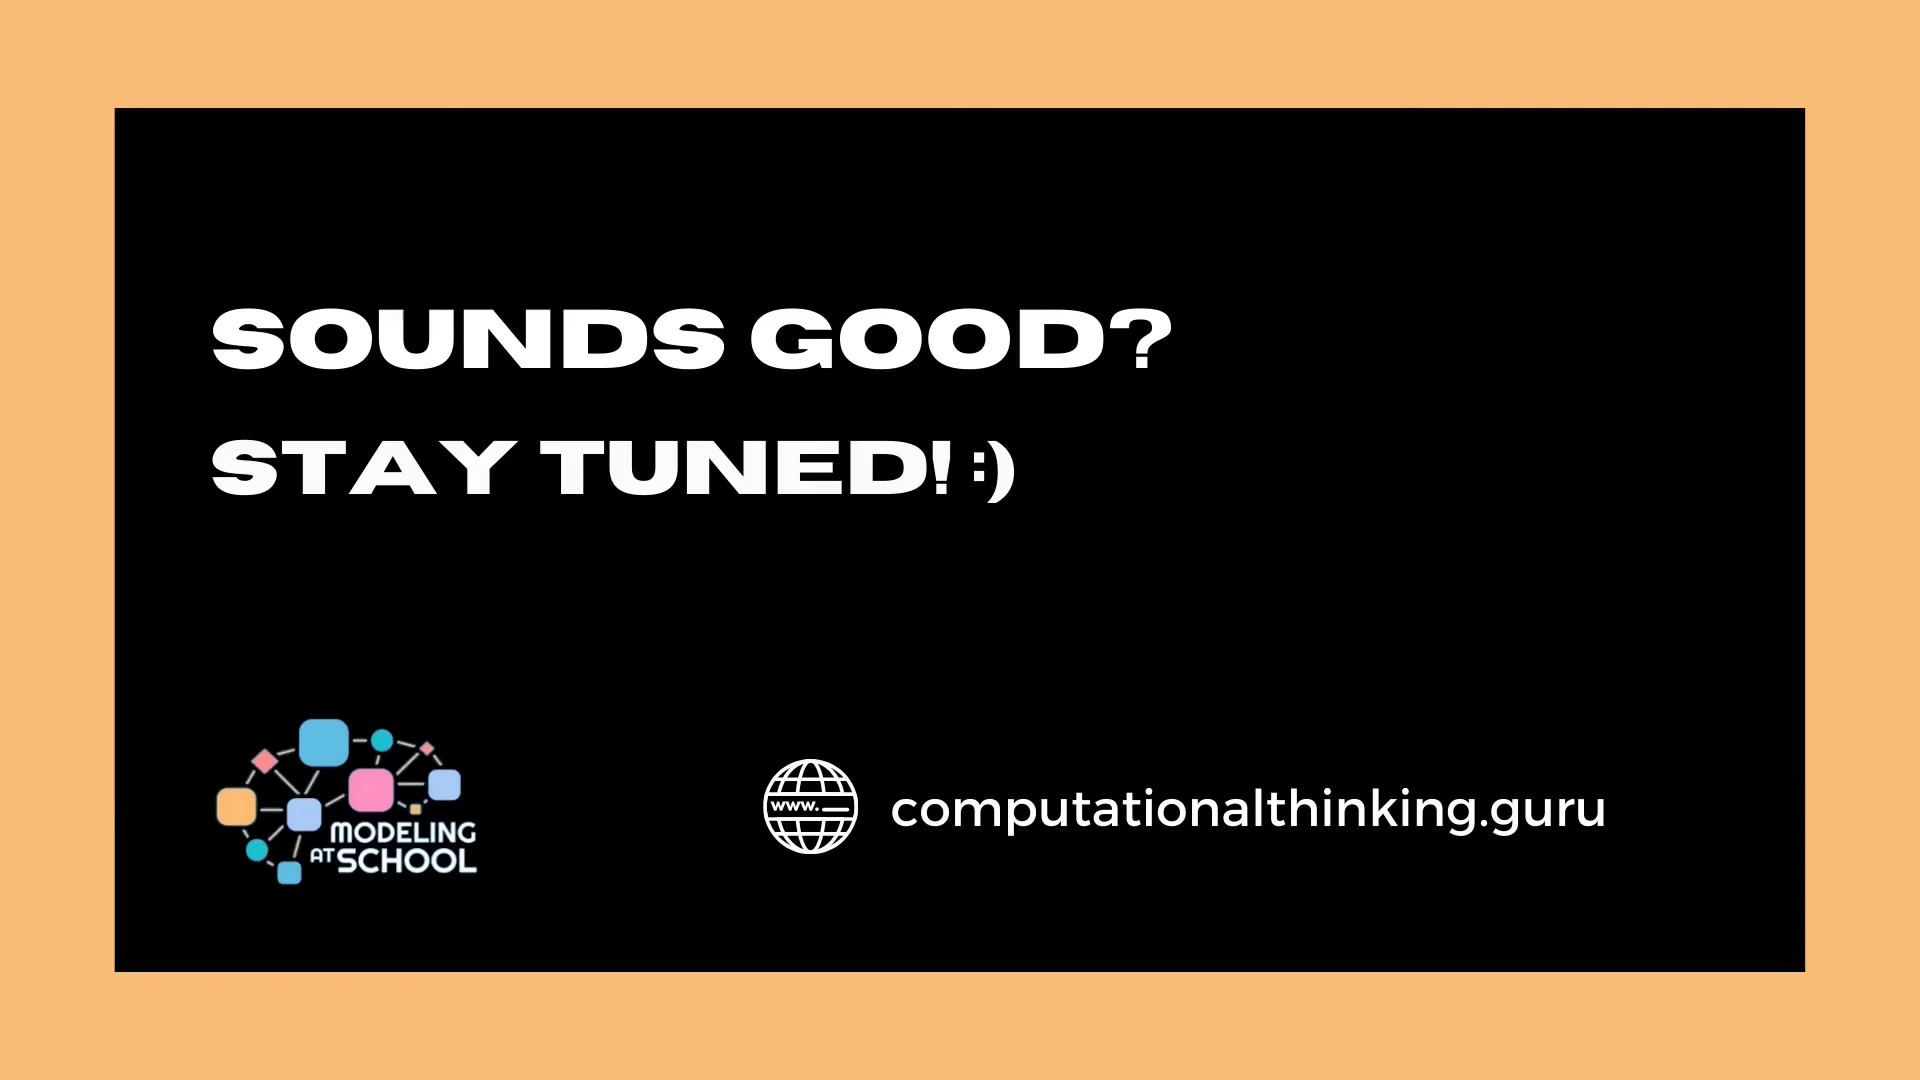 SOUNDS GOOD?
STAY TUNED! :)
MODELING
AT SCHOOL
www.
computationalthinking.guru